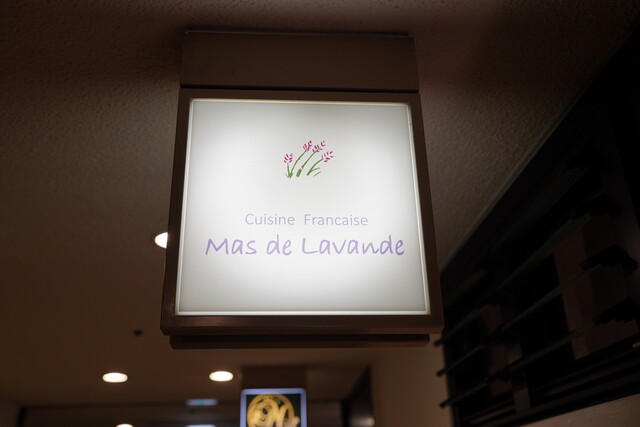 Cuisine Francaise
Mas de Lavande